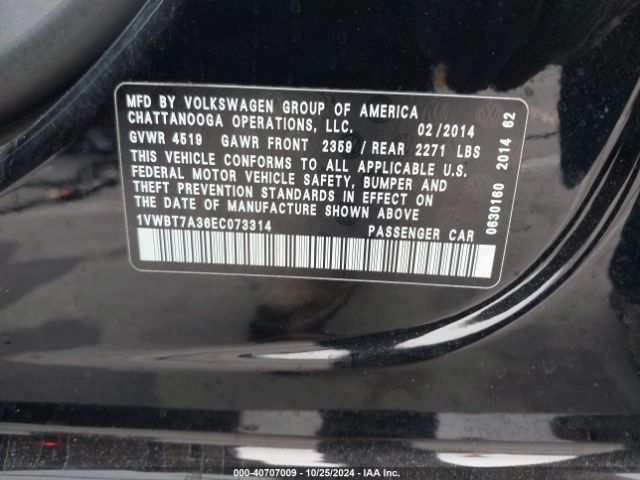 MFD BY VOLKSWAGEN GROUP OF AMERICA
CHATTANOOGA OPERATIONS, LLC. 02/2014
GVWR 4519 GAWR FRONT 2359 / REAR 2271 LBS
THIS VEHICLE CONFORMS TO ALL APPLICABLE U.S.
FEDERAL MOTOR VEHICLE SAFETY, BUMPER AND
THEFT PREVENTION STANDARDS IN EFFECT ON
THE DATE OF MANUFACTURE SHOWN ABOVE
1VWBT7A36EC073314 PASSENGER CAR
0630160 2014 62
000-40707009 - 10/25/2024 - IAA Inc.